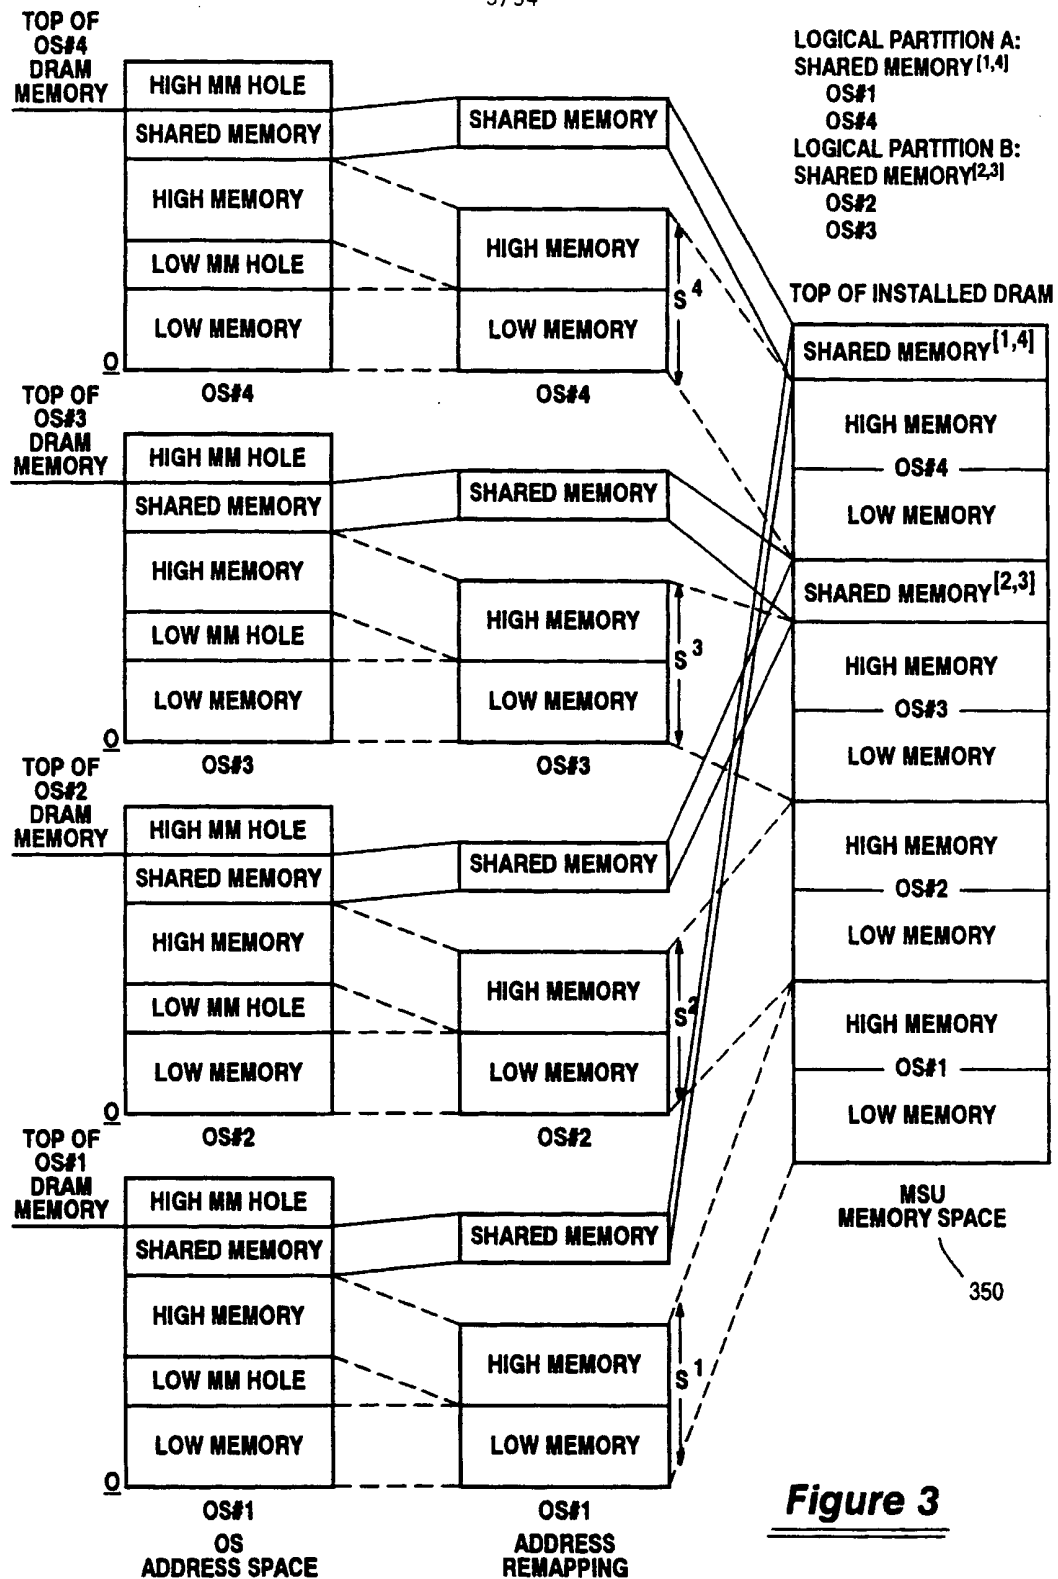 3/54
TOP OF
OS#4
DRAM
MEMORY
HIGH MM HOLE
SHARED MEMORY
HIGH MEMORY
LOW MM HOLE
LOW MEMORY
0
OS#4
SHARED MEMORY
HIGH MEMORY
LOW MEMORY
S4
OS#4
TOP OF
OS#3
DRAM
MEMORY
HIGH MM HOLE
SHARED MEMORY
HIGH MEMORY
LOW MM HOLE
LOW MEMORY
0
OS#3
SHARED MEMORY
HIGH MEMORY
LOW MEMORY
S3
OS#3
TOP OF
OS#2
DRAM
MEMORY
HIGH MM HOLE
SHARED MEMORY
HIGH MEMORY
LOW MM HOLE
LOW MEMORY
0
OS#2
SHARED MEMORY
HIGH MEMORY
LOW MEMORY
S2
OS#2
TOP OF
OS#1
DRAM
MEMORY
HIGH MM HOLE
SHARED MEMORY
HIGH MEMORY
LOW MM HOLE
LOW MEMORY
0
OS#1
OS
ADDRESS SPACE
SHARED MEMORY
HIGH MEMORY
LOW MEMORY
S1
OS#1
ADDRESS
REMAPPING
LOGICAL PARTITION A:
SHARED MEMORY[1,4]
OS#1
OS#4
LOGICAL PARTITION B:
SHARED MEMORY[2,3]
OS#2
OS#3
TOP OF INSTALLED DRAM
SHARED MEMORY[1,4]
HIGH MEMORY
OS#4
LOW MEMORY
SHARED MEMORY[2,3]
HIGH MEMORY
OS#3
LOW MEMORY
HIGH MEMORY
OS#2
LOW MEMORY
HIGH MEMORY
OS#1
LOW MEMORY
MSU
MEMORY SPACE
350
Figure 3